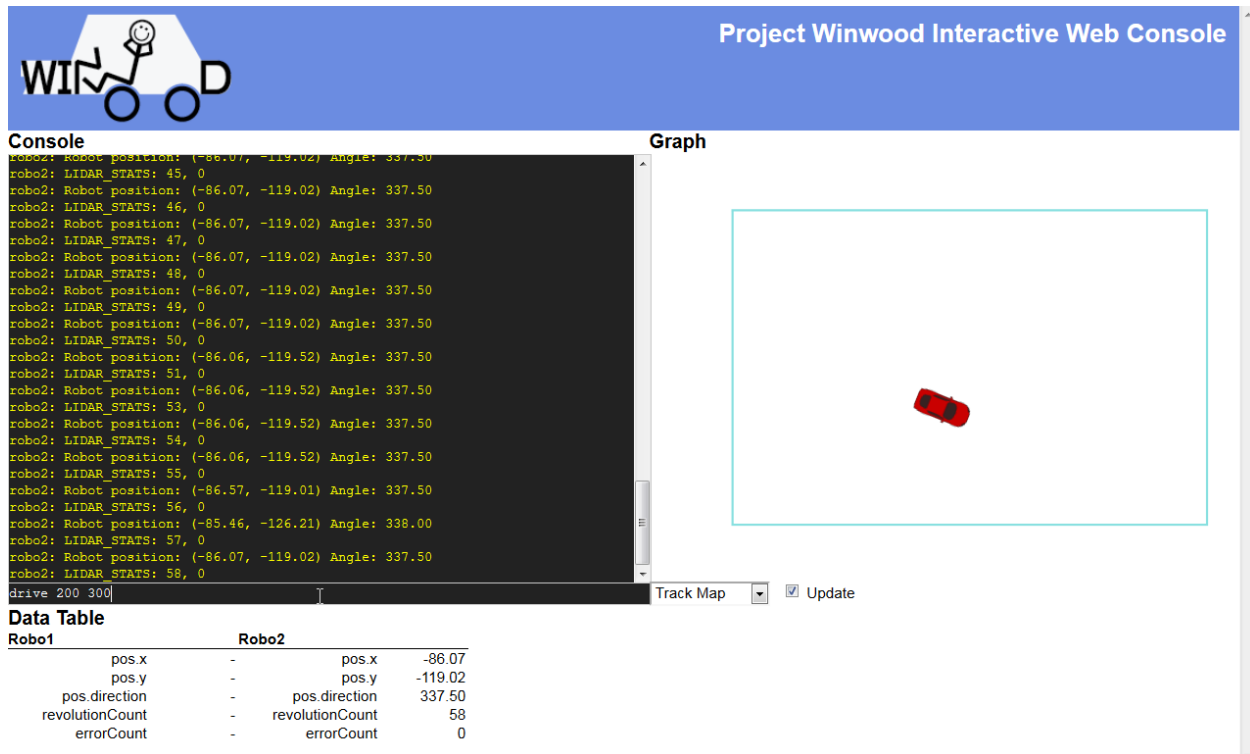 WINWOOD
Project Winwood Interactive Web Console
Console
robo2: Robot position: (-86.07, -119.02) Angle: 337.50
robo2: LIDAR_STATS: 45, 0
robo2: Robot position: (-86.07, -119.02) Angle: 337.50
robo2: LIDAR_STATS: 46, 0
robo2: Robot position: (-86.07, -119.02) Angle: 337.50
robo2: LIDAR_STATS: 47, 0
robo2: Robot position: (-86.07, -119.02) Angle: 337.50
robo2: LIDAR_STATS: 48, 0
robo2: Robot position: (-86.07, -119.02) Angle: 337.50
robo2: LIDAR_STATS: 49, 0
robo2: Robot position: (-86.07, -119.02) Angle: 337.50
robo2: LIDAR_STATS: 50, 0
robo2: Robot position: (-86.06, -119.52) Angle: 337.50
robo2: LIDAR_STATS: 51, 0
robo2: Robot position: (-86.06, -119.52) Angle: 337.50
robo2: LIDAR_STATS: 53, 0
robo2: Robot position: (-86.06, -119.52) Angle: 337.50
robo2: LIDAR_STATS: 54, 0
robo2: Robot position: (-86.06, -119.52) Angle: 337.50
robo2: LIDAR_STATS: 55, 0
robo2: Robot position: (-86.57, -119.01) Angle: 337.50
robo2: LIDAR_STATS: 56, 0
robo2: Robot position: (-85.46, -126.21) Angle: 338.00
robo2: LIDAR_STATS: 57, 0
robo2: Robot position: (-86.07, -119.02) Angle: 337.50
robo2: LIDAR_STATS: 58, 0
drive 200 300
Graph
Track Map Update
Data Table
Robo1 Robo2
pos.x - pos.x -86.07
pos.y - pos.y -119.02
pos.direction - pos.direction 337.50
revolutionCount - revolutionCount 58
errorCount - errorCount 0